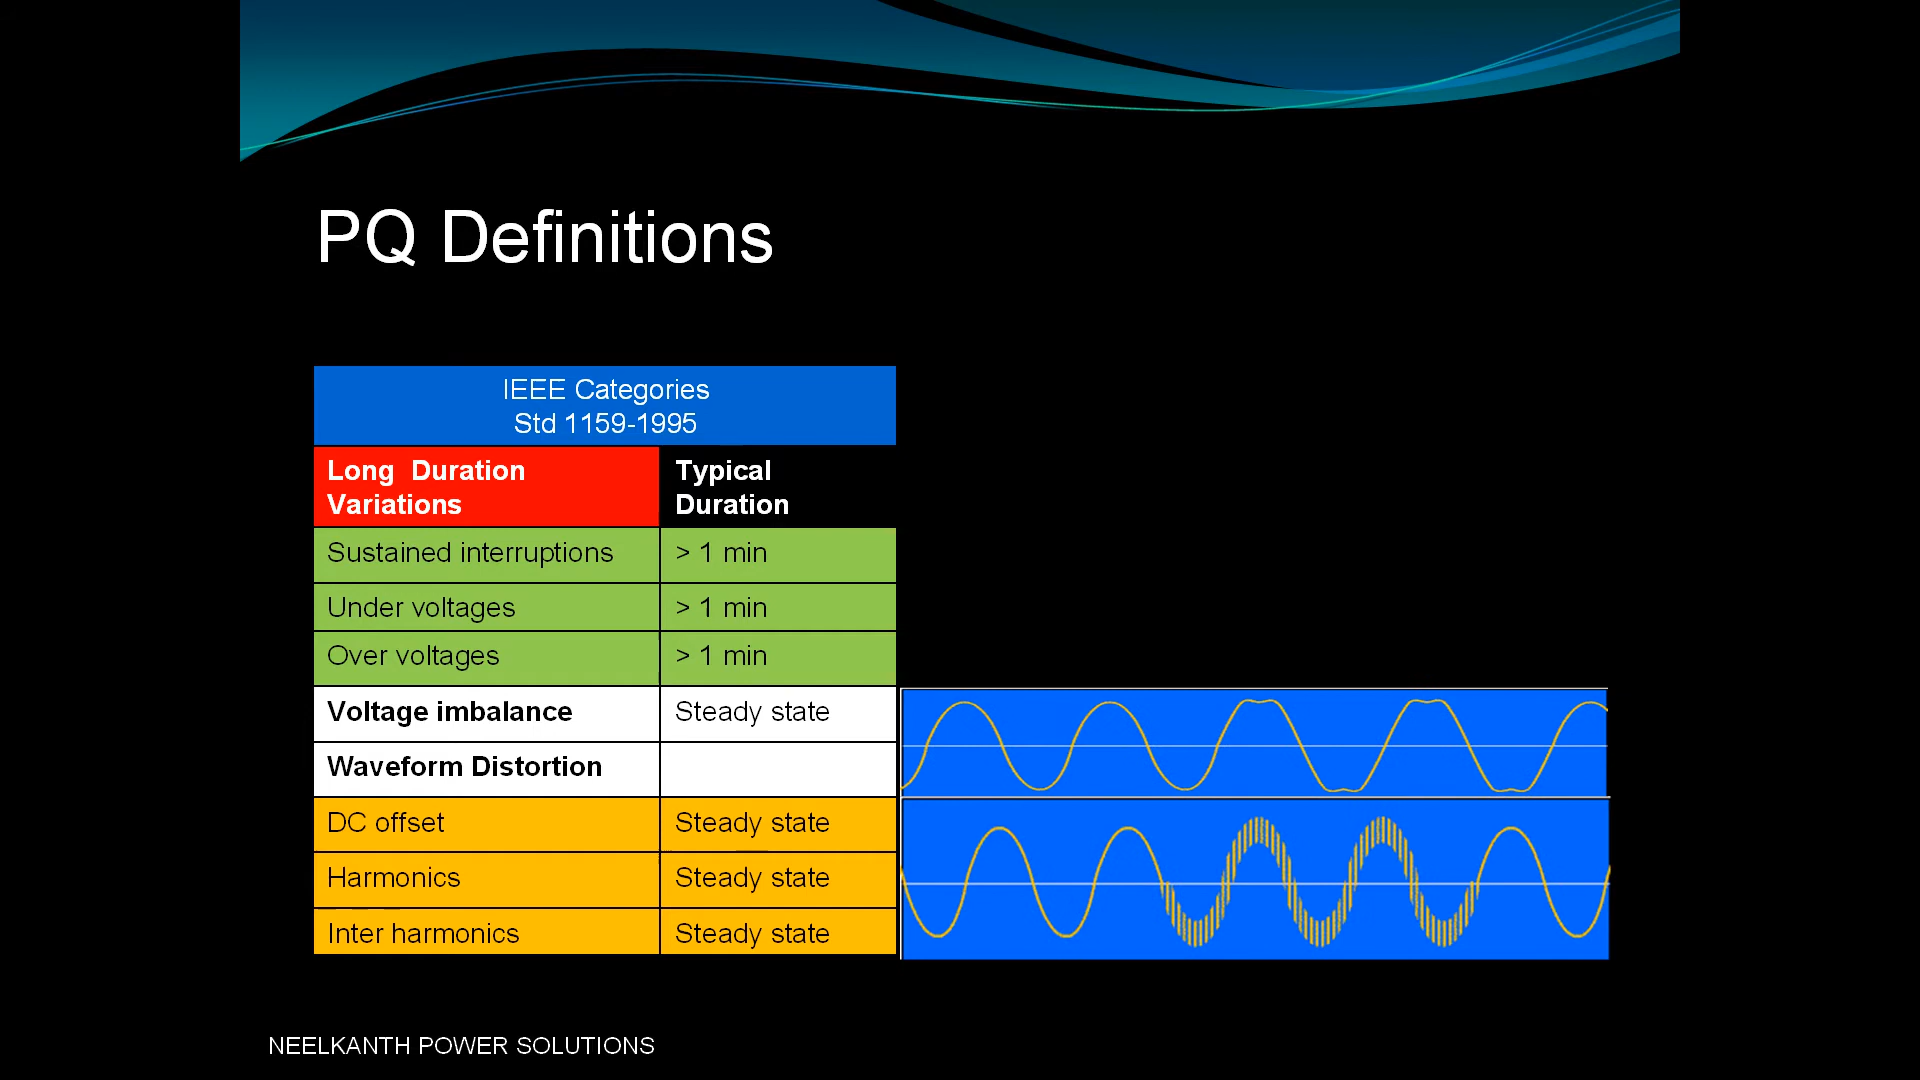 PQ Definitions
IEEE Categories
Std 1159-1995
Long Duration
Variations
Typical
Duration
Sustained interruptions
> 1 min
Under voltages
> 1 min
Over voltages
> 1 min
Voltage imbalance
Steady state
Waveform Distortion
DC offset
Steady state
Harmonics
Steady state
Inter harmonics
Steady state
NEELKANTH POWER SOLUTIONS